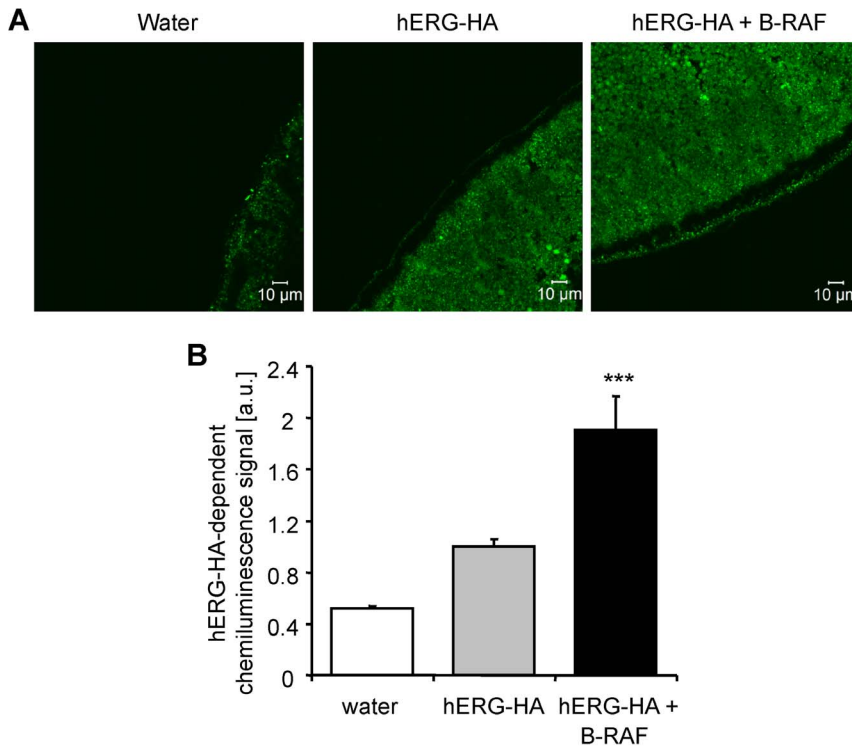 A
Water
hERG-HA
hERG-HA + B-RAF
10 µm
10 µm
10 µm
B
hERG-HA-dependent
chemiluminescence signal [a.u.]
2.4
2
1.6
1.2
0.8
0.4
0
***
water
hERG-HA
hERG-HA +
B-RAF